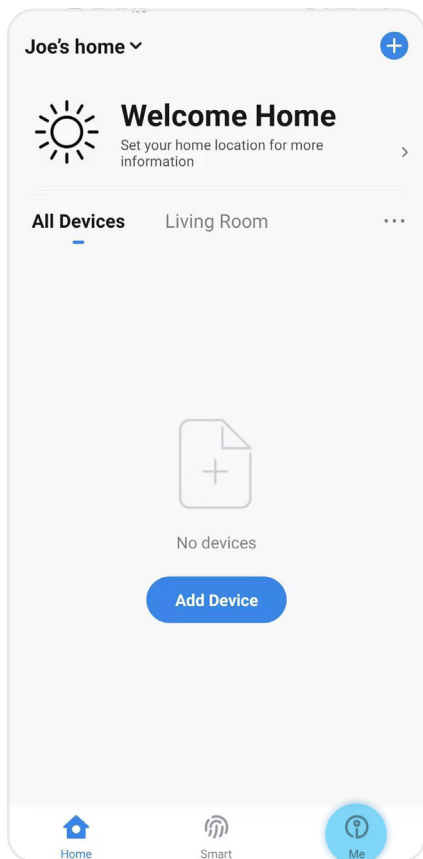 Joe's home
Welcome Home
Set your home location for more
information
All Devices
Living Room
No devices
Add Device
Home
Smart
Me